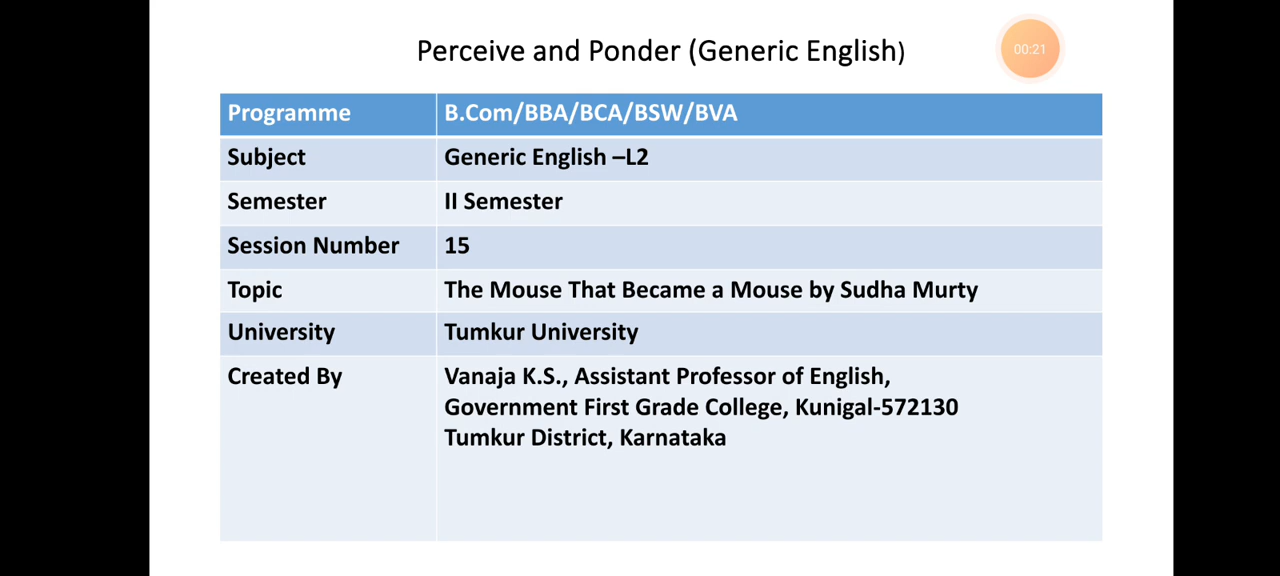 Perceive and Ponder (Generic English)
00:21
Programme B.Com/BBA/BCA/BSW/BVA
Subject Generic English –L2
Semester II Semester
Session Number 15
Topic The Mouse That Became a Mouse by Sudha Murty
University Tumkur University
Created By Vanaja K.S., Assistant Professor of English,
Government First Grade College, Kunigal-572130
Tumkur District, Karnataka